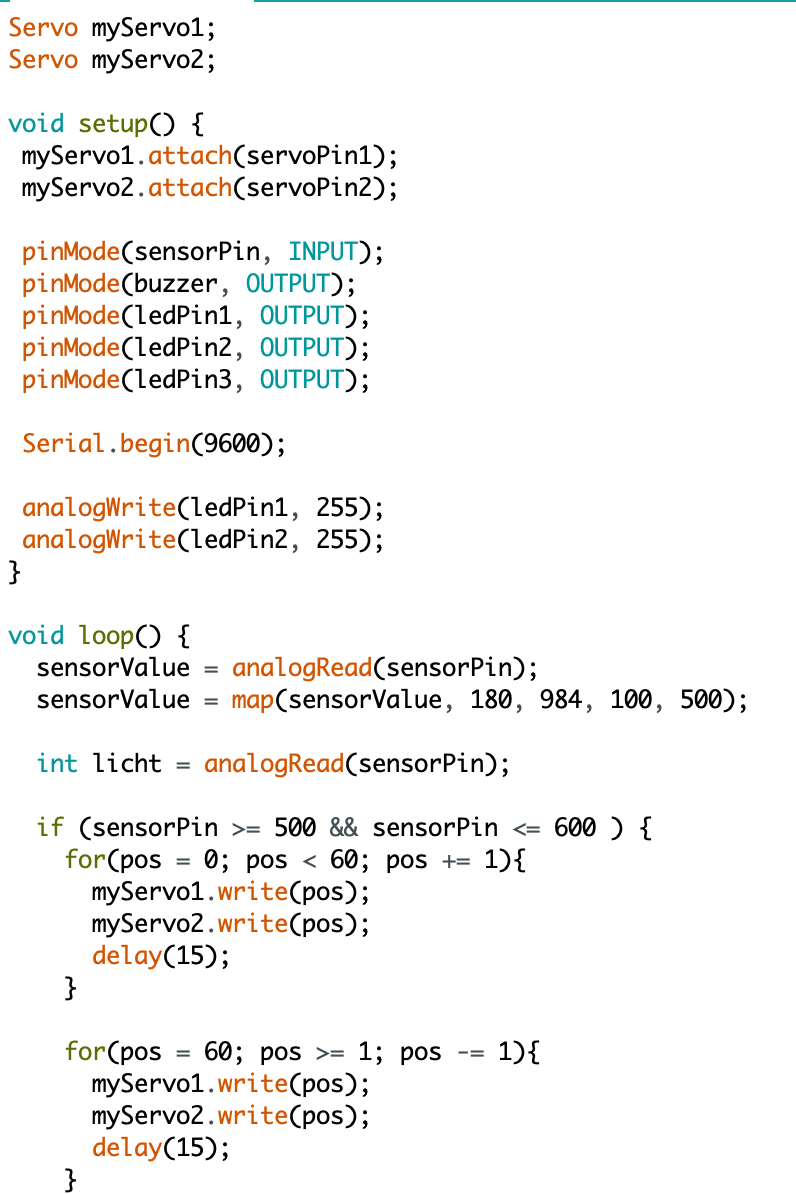 Servo myServo1;
Servo myServo2;

void setup() {
 myServo1.attach(servoPin1);
 myServo2.attach(servoPin2);

 pinMode(sensorPin, INPUT);
 pinMode(buzzer, OUTPUT);
 pinMode(ledPin1, OUTPUT);
 pinMode(ledPin2, OUTPUT);
 pinMode(ledPin3, OUTPUT);

 Serial.begin(9600);

 analogWrite(ledPin1, 255);
 analogWrite(ledPin2, 255);
}

void loop() {
  sensorValue = analogRead(sensorPin);
  sensorValue = map(sensorValue, 180, 984, 100, 500);

  int licht = analogRead(sensorPin);

  if (sensorPin >= 500 && sensorPin <= 600 ) {
    for(pos = 0; pos < 60; pos += 1){
      myServo1.write(pos);
      myServo2.write(pos);
      delay(15);
    }

    for(pos = 60; pos >= 1; pos -= 1){
      myServo1.write(pos);
      myServo2.write(pos);
      delay(15);
    }